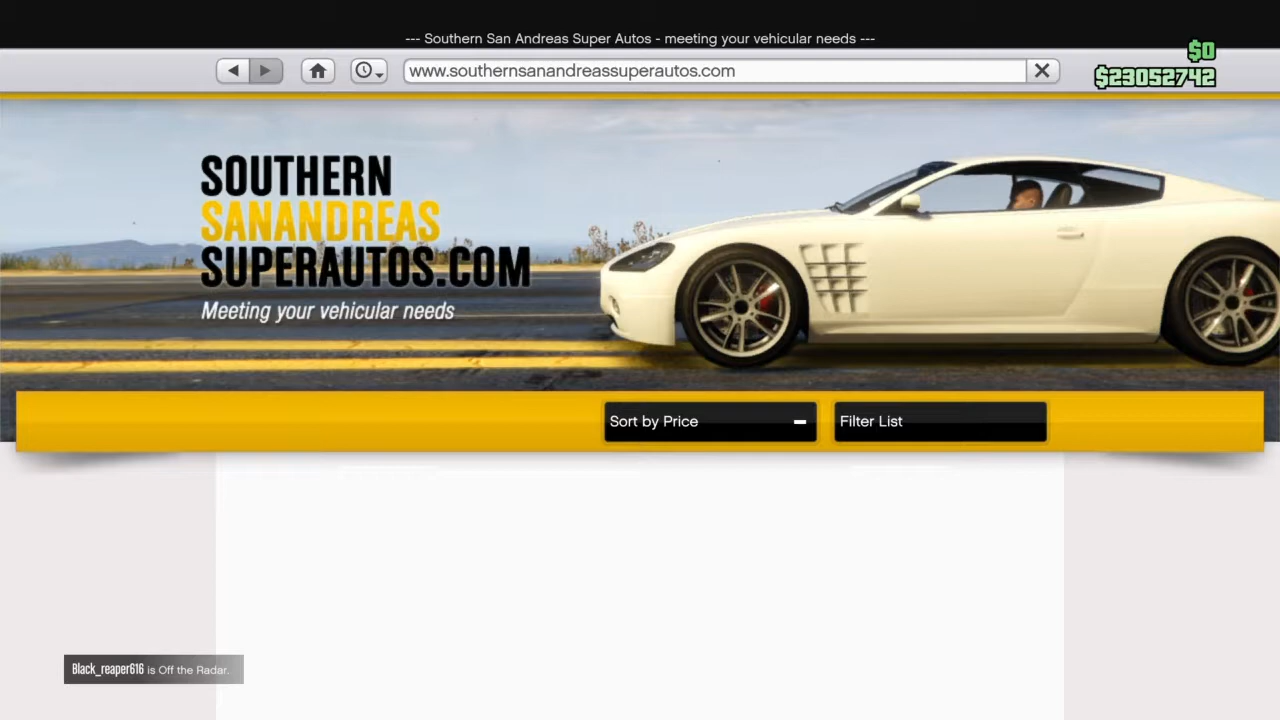 --- Southern San Andreas Super Autos - meeting your vehicular needs ---
www.southernsanandreassuperautos.com
$0
$23052742
SOUTHERN
SANANDREAS
SUPERAUTOS.COM
Meeting your vehicular needs
Sort by Price
Filter List
Black_reaper616 is Off the Radar.